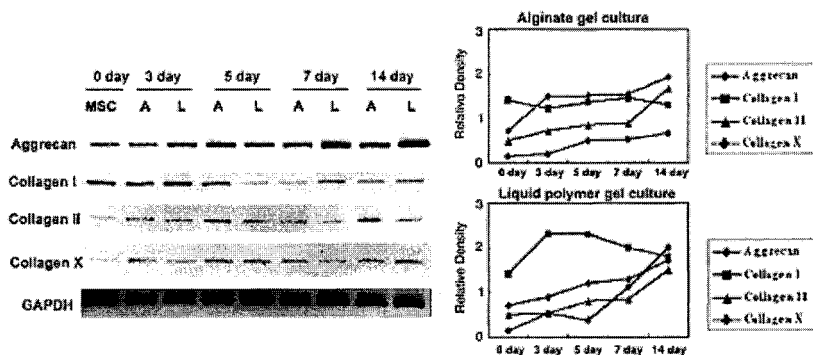 0 day 3 day 5 day 7 day 14 day
MSC A L A L A L A L
Aggrecan
Collagen I
Collagen II
Collagen X
GAPDH
Alginate gel culture
Relative Density
3
2
1
0
0 day 3 day 5 day 7 day 14 day
Aggrecan
Collagen I
Collagen II
Collagen X
Liquid polymer gel culture
Relative Density
3
2
1
0
0 day 3 day 5 day 7 day 14 day
Aggrecan
Collagen I
Collagen II
Collagen X